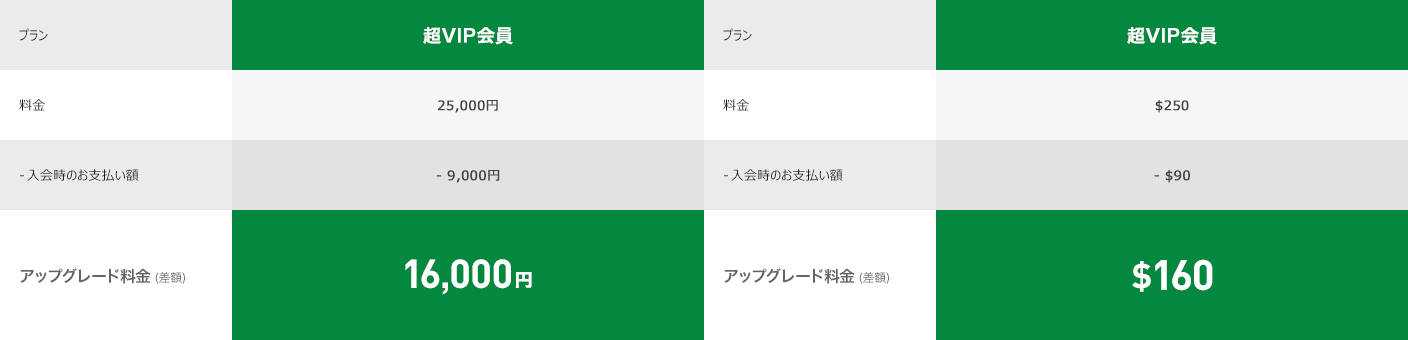 プラン
超VIP会員
料金
25,000円
- 入会時のお支払い額
- 9,000円
アップグレード料金 (差額)
16,000円
プラン
超VIP会員
料金
$250
- 入会時のお支払い額
- $90
アップグレード料金 (差額)
$160